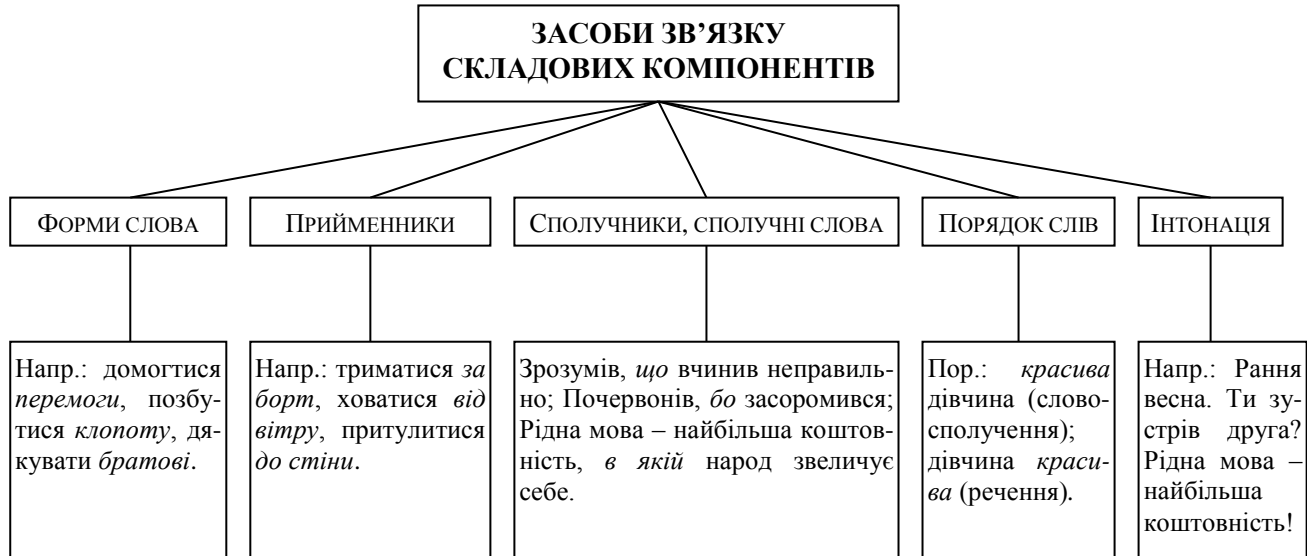 ЗАСОБИ ЗВ’ЯЗКУ
СКЛАДОВИХ КОМПОНЕНТІВ
ФОРМИ СЛОВА
ПРИЙМЕННИКИ
СПОЛУЧНИКИ, СПОЛУЧНІ СЛОВА
ПОРЯДОК СЛІВ
ІНТОНАЦІЯ
Напр.: домогтися
перемоги, позбу-
тися клопоту, дя-
кувати братові.
Напр.: триматися за
борт, ховатися від
вітру, притулитися
до стіни.
Зрозумів, що вчинив неправиль-
но; Почервонів, бо засоромився;
Рідна мова – найбільша коштов-
ність, в якій народ звеличує
себе.
Пор.: красива
дівчина (слово-
сполучення);
дівчина краси-
ва (речення).
Напр.: Рання
весна. Ти зу-
стрів друга?
Рідна мова –
найбільша
коштовність!